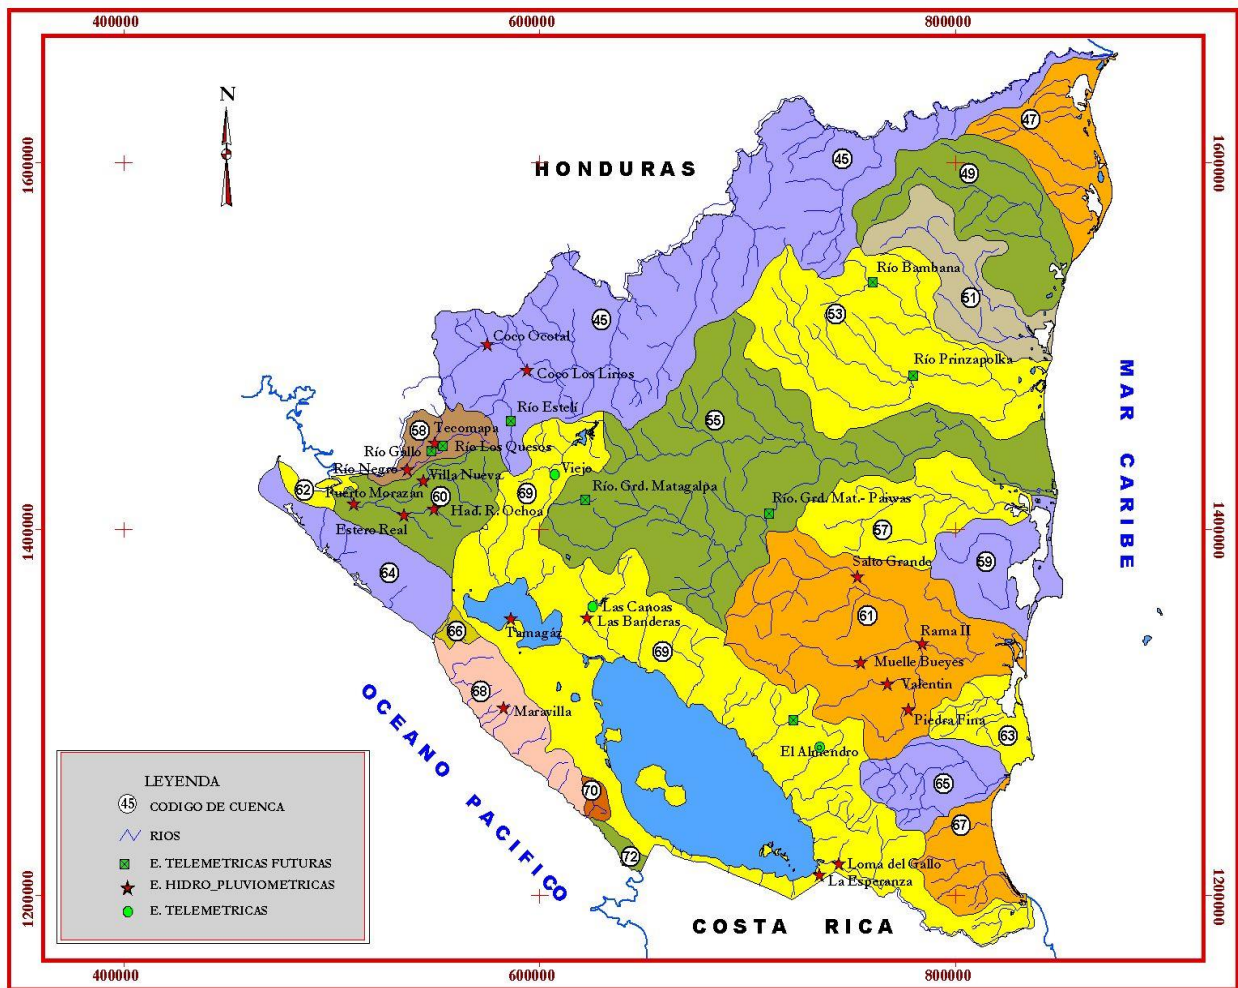 400000
600000
800000
N
HONDURAS
1600000
1600000
47
45
49
Río Bambana
51
53
45
Coco Ocotal
Coco Los Lirios
Río Prinzapolka
MAR CARIBE
Río Estelí
55
58
Tecomapa
Río Gallo
Río Los Quesos
Río Negro
Villa Nueva
Viejo
62
Puerto Morazán
60
69
Río. Grd. Matagalpa
Río. Grd. Mat.- Paiwas
Had. R. Ochoa
Estero Real
57
1400000
1400000
64
Salto Grande
59
Las Canoas
Las Banderas
61
66
Tamagáz
Rama II
69
Muelle Bueyes
Valentin
68
Maravilla
Piedra Fina
63
OCEANO PACIFICO
El Almendro
65
70
67
72
Loma del Gallo
La Esperanza
COSTA RICA
1200000
1200000
LEYENDA
45 CODIGO DE CUENCA
RIOS
E. TELEMETRICAS FUTURAS
E. HIDRO_PLUVIOMETRICAS
E. TELEMETRICAS
400000
600000
800000